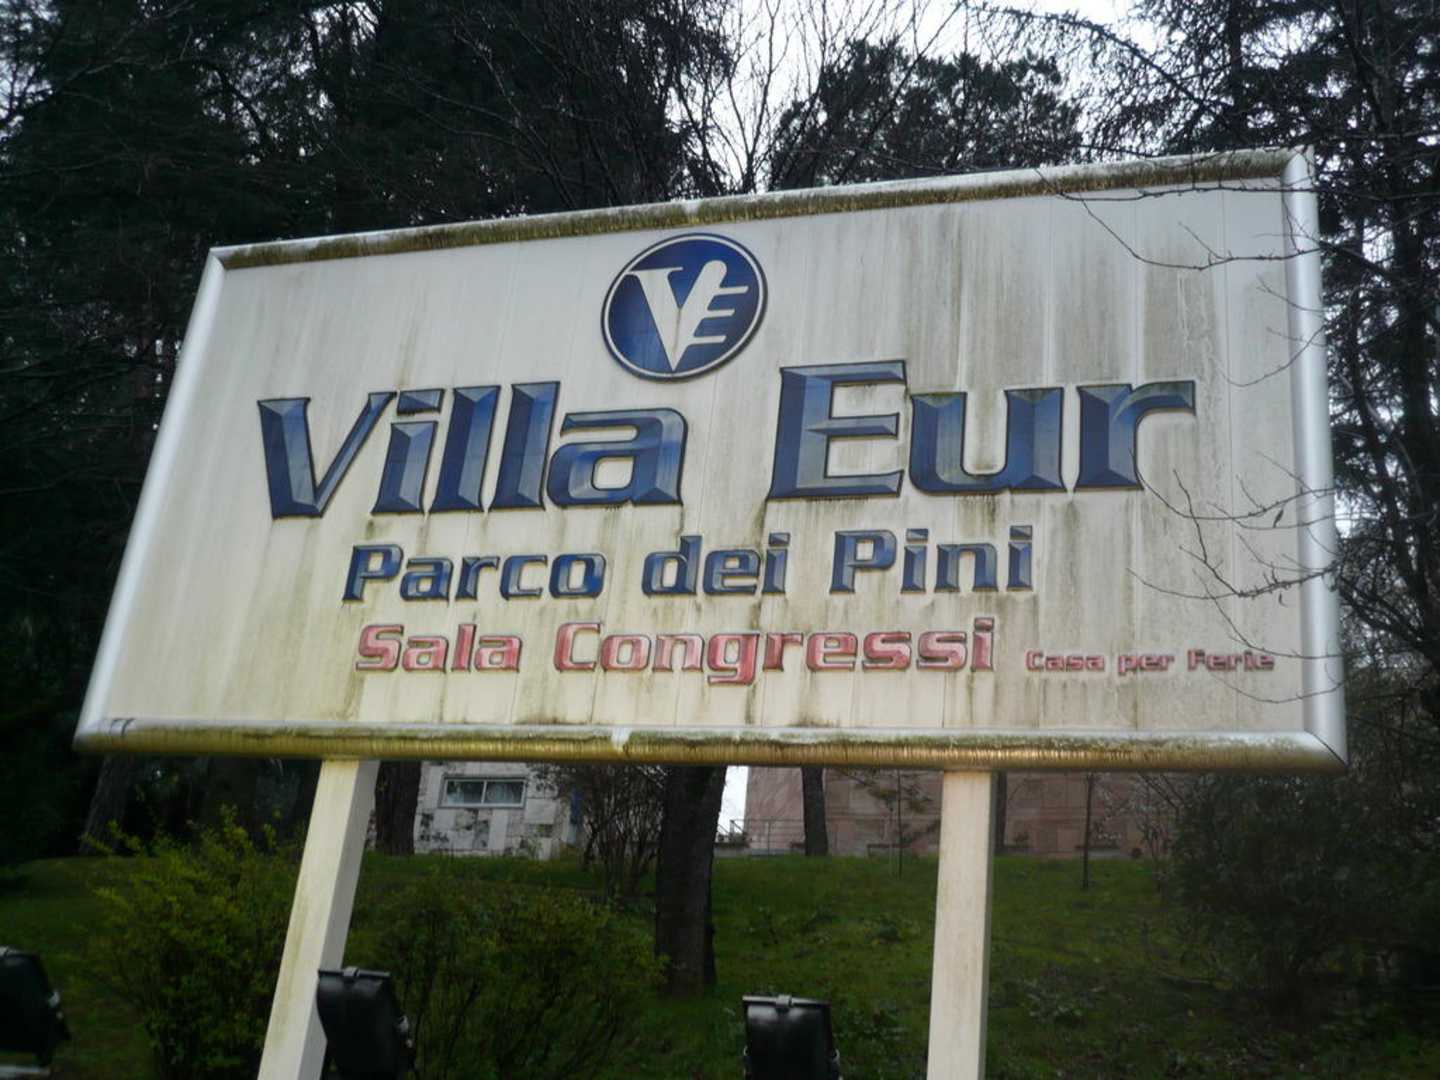 VE
Villa Eur
Parco dei Pini
Sala Congressi Casa per Ferie